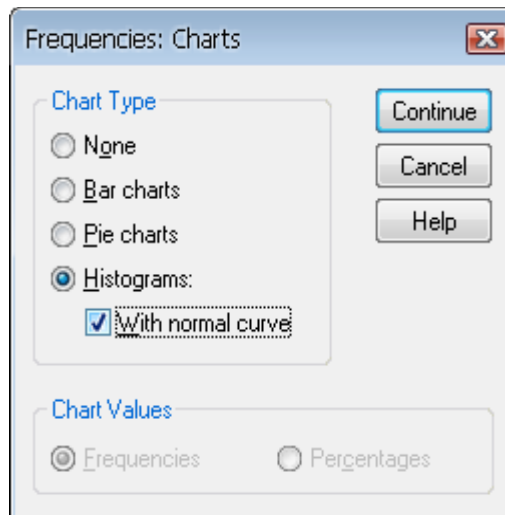 Frequencies: Charts
Chart Type
None
Bar charts
Pie charts
Histograms:
With normal curve
Continue
Cancel
Help
Chart Values
Frequencies
Percentages